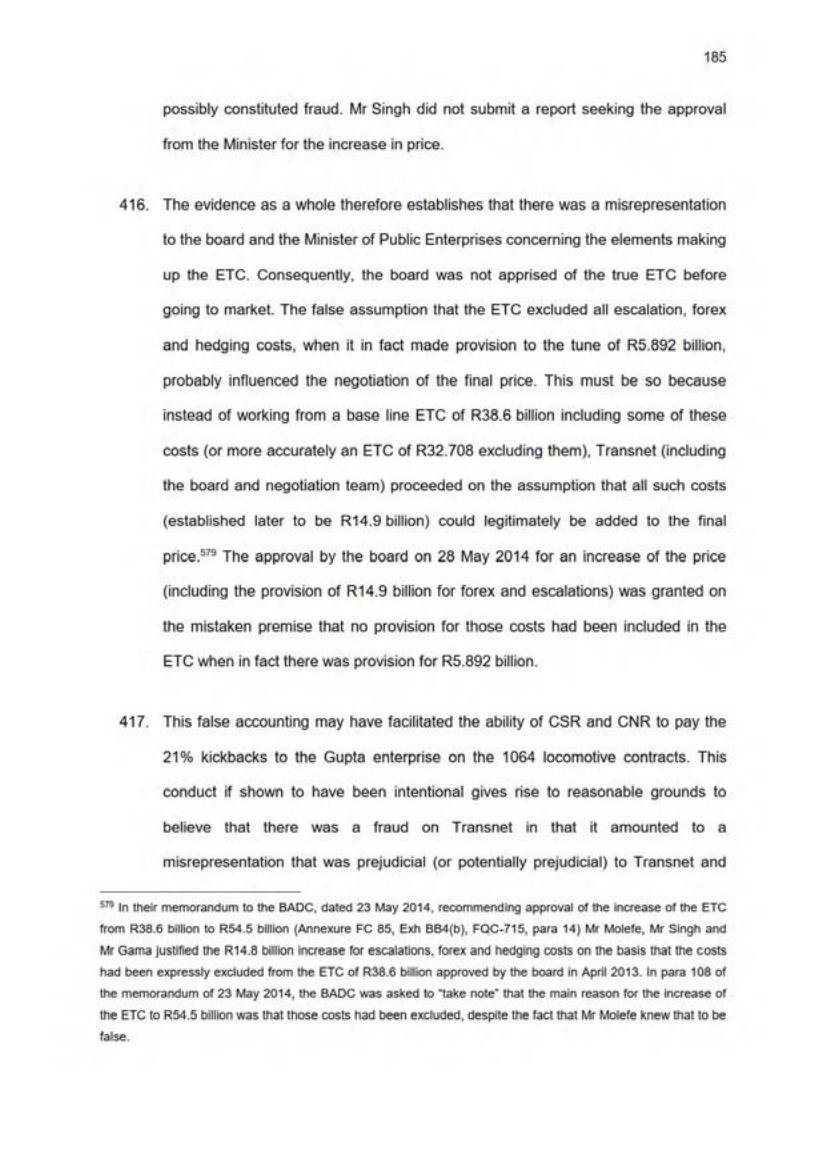 185
possibly constituted fraud. Mr Singh did not submit a report seeking the approval
from the Minister for the increase in price.
416. The evidence as a whole therefore establishes that there was a misrepresentation
to the board and the Minister of Public Enterprises concerning the elements making
up the ETC. Consequently, the board was not apprised of the true ETC before
going to market. The false assumption that the ETC excluded all escalation, forex
and hedging costs, when it in fact made provision to the tune of R5.892 billion,
probably influenced the negotiation of the final price. This must be so because
instead of working from a base line ETC of R38.6 billion including some of these
costs (or more accurately an ETC of R32.708 excluding them), Transnet (including
the board and negotiation team) proceeded on the assumption that all such costs
(established later to be R14.9 billion) could legitimately be added to the final
price.579 The approval by the board on 28 May 2014 for an increase of the price
(including the provision of R14.9 billion for forex and escalations) was granted on
the mistaken premise that no provision for those costs had been included in the
ETC when in fact there was provision for R5.892 billion.
417. This false accounting may have facilitated the ability of CSR and CNR to pay the
21% kickbacks to the Gupta enterprise on the 1064 locomotive contracts. This
conduct if shown to have been intentional gives rise to reasonable grounds to
believe that there was a fraud on Transnet in that it amounted to a
misrepresentation that was prejudicial (or potentially prejudicial) to Transnet and
579 In their memorandum to the BADC, dated 23 May 2014, recommending approval of the increase of the ETC
from R38.6 billion to R54.5 billion (Annexure FC 85, Exh BB4(b), FQC-715, para 14) Mr Molefe, Mr Singh and
Mr Gama justified the R14.8 billion increase for escalations, forex and hedging costs on the basis that the costs
had been expressly excluded from the ETC of R38.6 billion approved by the board in April 2013. In para 108 of
the memorandum of 23 May 2014, the BADC was asked to "take note" that the main reason for the increase of
the ETC to R54.5 billion was that those costs had been excluded, despite the fact that Mr Molefe knew that to be
false.